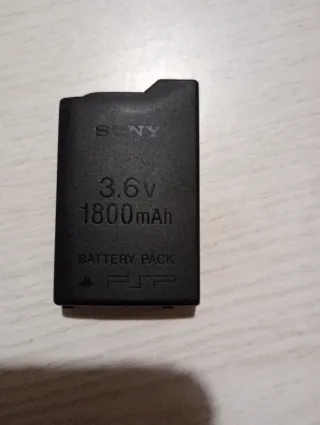 SONY
3.6V
1800mAh
BATTERY PACK
PSP